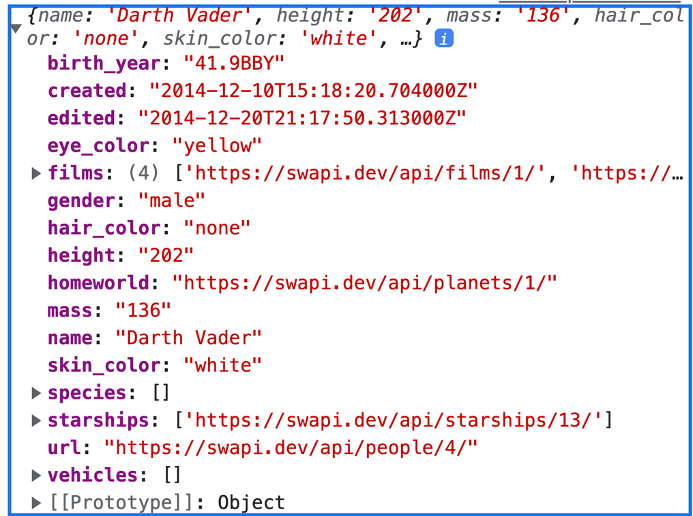 {name: 'Darth Vader', height: '202', mass: '136', hair_col
or: 'none', skin_color: 'white', …} i
birth_year: "41.9BBY"
created: "2014-12-10T15:18:20.704000Z"
edited: "2014-12-20T21:17:50.313000Z"
eye_color: "yellow"
films: (4) ['https://swapi.dev/api/films/1/', 'https://…
gender: "male"
hair_color: "none"
height: "202"
homeworld: "https://swapi.dev/api/planets/1/"
mass: "136"
name: "Darth Vader"
skin_color: "white"
species: []
starships: ['https://swapi.dev/api/starships/13/']
url: "https://swapi.dev/api/people/4/"
vehicles: []
[[Prototype]]: Object